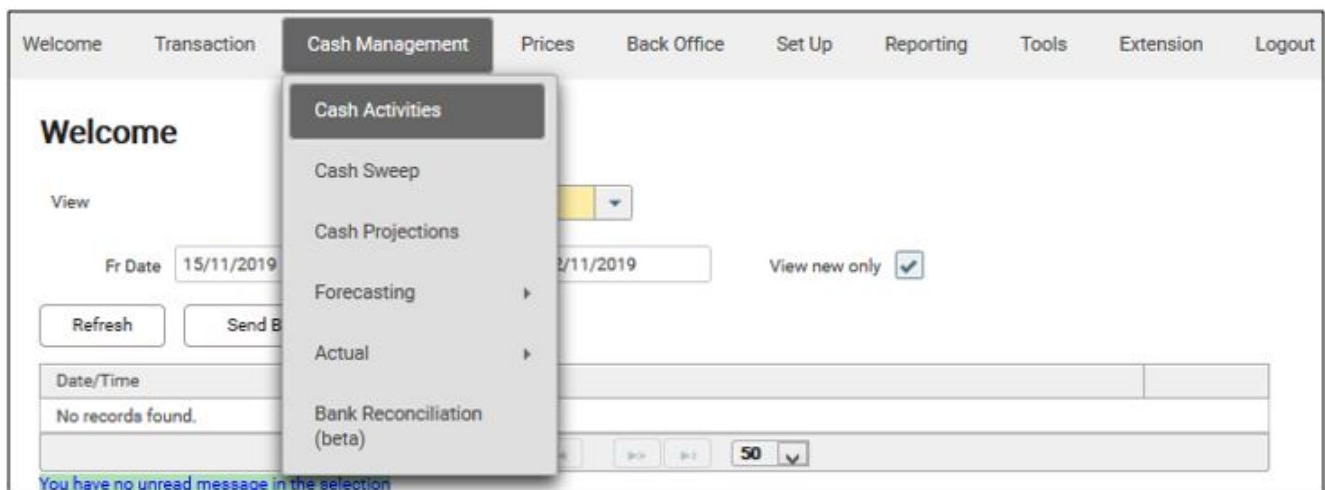 Welcome Transaction Cash Management Prices Back Office Set Up Reporting Tools Extension Logout
Cash Activities
Welcome
Cash Sweep
View
Cash Projections
Fr Date 15/11/2019 2/11/2019 View new only
Forecasting
Refresh Send B
Actual
Date/Time
No records found.
Bank Reconciliation
(beta)
50
You have no unread message in the selection